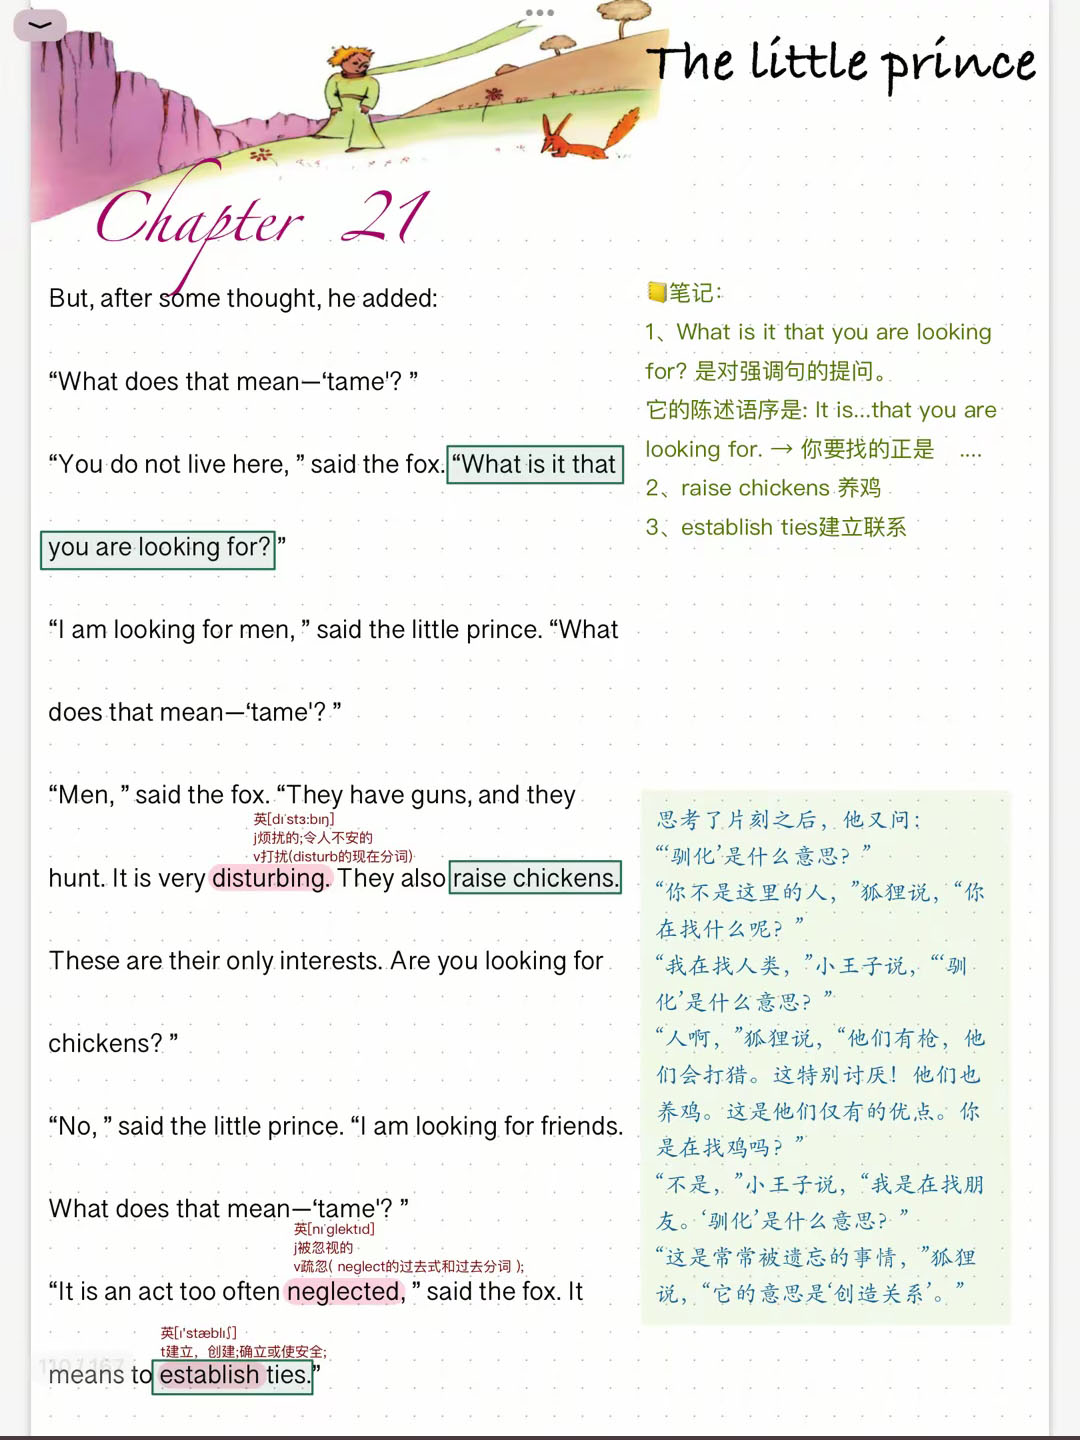 The little prince
Chapter 21
But, after some thought, he added:
“What does that mean—‘tame'? ”
“You do not live here, ” said the fox. “What is it that
you are looking for? ”
“I am looking for men, ” said the little prince. “What
does that mean—‘tame'? ”
“Men, ” said the fox. “They have guns, and they
英[dɪˈstɜːbɪŋ]
j烦扰的;令人不安的
v打扰(disturb的现在分词)
hunt. It is very disturbing. They also raise chickens.
These are their only interests. Are you looking for
chickens? ”
“No, ” said the little prince. “I am looking for friends.
What does that mean—‘tame'? ”
英[nɪˈɡlektɪd]
j被忽视的
v疏忽( neglect的过去式和过去分词 );
“It is an act too often neglected, ” said the fox. It
英[ɪ'stæblɪʃ]
t建立，创建;确立或使安全;
means to establish ties.”
110 / 167
📒笔记：
1、What is it that you are looking
for? 是对强调句的提问。
它的陈述语序是: It is...that you are
looking for. → 你要找的正是 ....
2、raise chickens 养鸡
3、establish ties建立联系
思考了片刻之后，他又问：
“‘驯化’是什么意思？”
“你不是这里的人，”狐狸说，“你
在找什么呢？”
“我在找人类，”小王子说，“‘驯
化’是什么意思？”
“人啊，”狐狸说，“他们有枪，他
们会打猎。这特别讨厌！他们也
养鸡。这是他们仅有的优点。你
是在找鸡吗？”
“不是，”小王子说，“我是在找朋
友。‘驯化’是什么意思？”
“这是常常被遗忘的事情，”狐狸
说，“它的意思是‘创造关系’。”